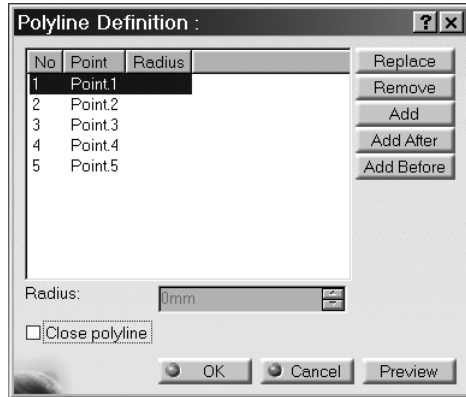 Polyline Definition : ? ×
No Point Radius
1 Point.1
2 Point.2
3 Point.3
4 Point.4
5 Point.5
Replace
Remove
Add
Add After
Add Before
Radius: 0mm
Close polyline
OK Cancel Preview